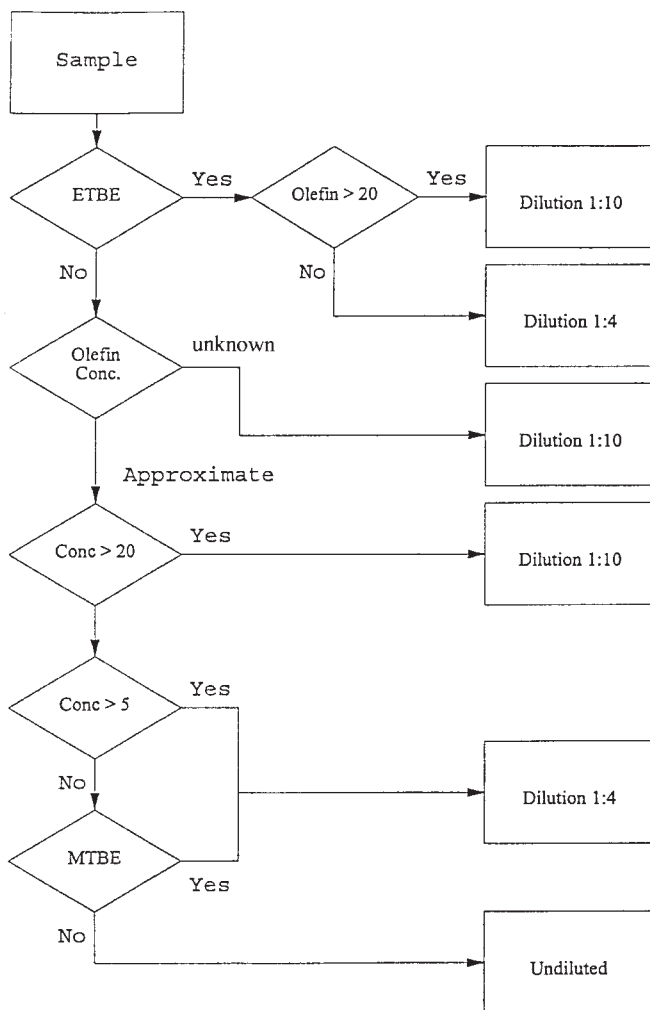 Sample
ETBE
Yes
Olefin > 20
Yes
Dilution 1:10
No
No
Dilution 1:4
Olefin
Conc.
unknown
Dilution 1:10
Approximate
Conc > 20
Yes
Dilution 1:10
Conc > 5
Yes
No
Dilution 1:4
MTBE
Yes
No
Undiluted